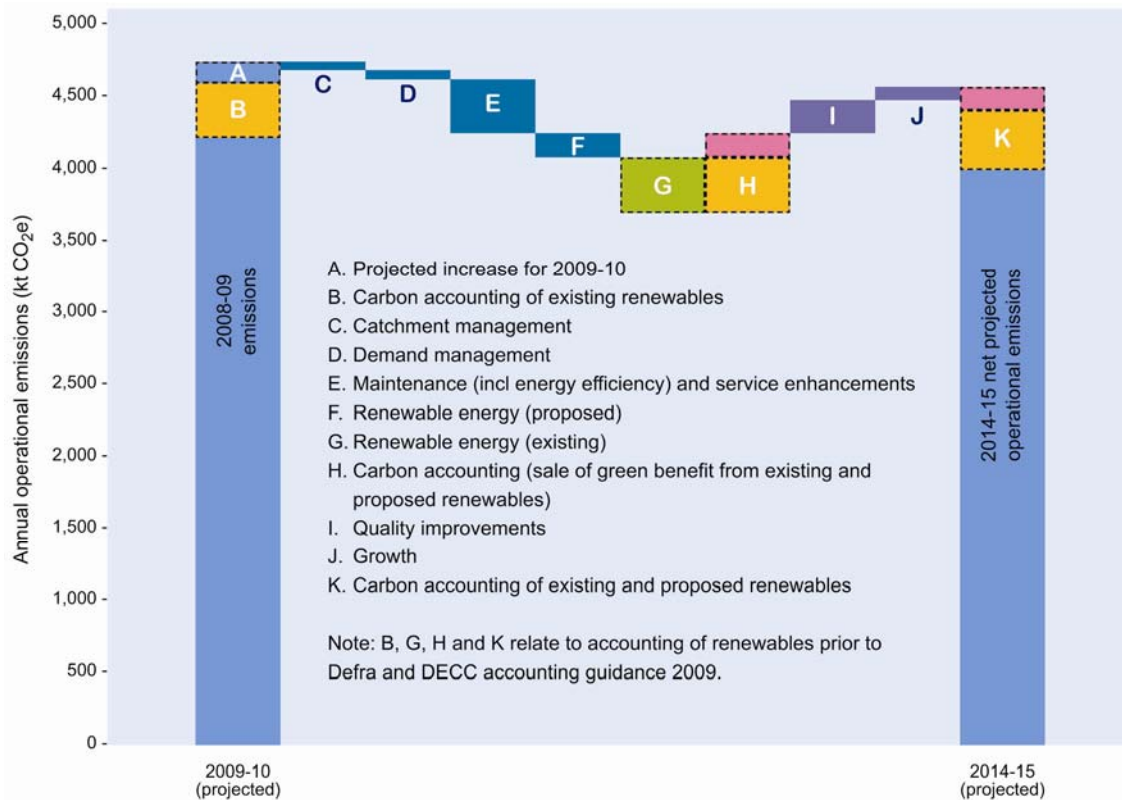 Annual operational emissions (kt CO₂e)
5,000
4,500
4,000
3,500
3,000
2,500
2,000
1,500
1,000
500
0
A
B
2008-09
emissions
C
D
E
F
G
H
I
J
K
2014-15 net projected
operational emissions
A. Projected increase for 2009-10
B. Carbon accounting of existing renewables
C. Catchment management
D. Demand management
E. Maintenance (incl energy efficiency) and service enhancements
F. Renewable energy (proposed)
G. Renewable energy (existing)
H. Carbon accounting (sale of green benefit from existing and
proposed renewables)
I. Quality improvements
J. Growth
K. Carbon accounting of existing and proposed renewables
Note: B, G, H and K relate to accounting of renewables prior to
Defra and DECC accounting guidance 2009.
2009-10
(projected)
2014-15
(projected)